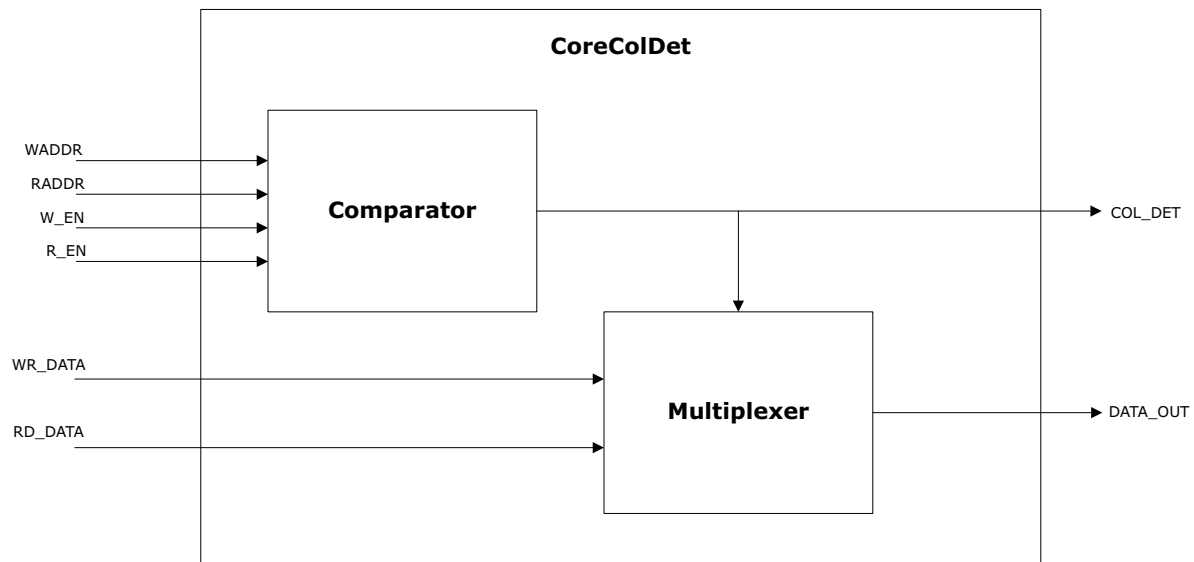 CoreColDet
WADDR
RADDR
W_EN
R_EN
Comparator
COL_DET
WR_DATA
RD_DATA
Multiplexer
DATA_OUT